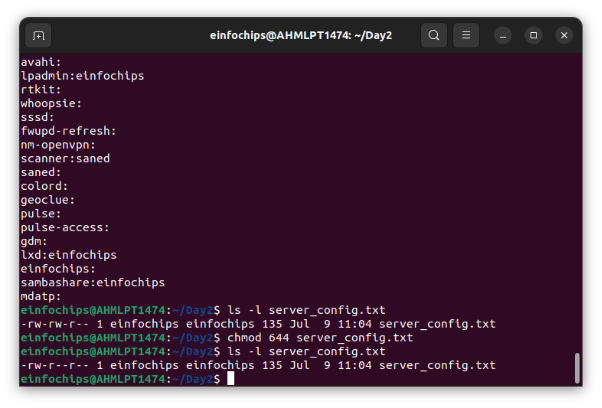 einfochips@AHMLPT1474: ~/Day2
avahi:
lpadmin:einfochips
rtkit:
whoopsie:
sssd:
fwupd-refresh:
nm-openvpn:
scanner:saned
saned:
colord:
geoclue:
pulse:
pulse-access:
gdm:
lxd:einfochips
einfochips:
sambashare:einfochips
mdatp:
einfochips@AHMLPT1474:~/Day2$ ls -l server_config.txt
-rw-rw-r-- 1 einfochips einfochips 135 Jul  9 11:04 server_config.txt
einfochips@AHMLPT1474:~/Day2$ chmod 644 server_config.txt
einfochips@AHMLPT1474:~/Day2$ ls -l server_config.txt
-rw-r--r-- 1 einfochips einfochips 135 Jul  9 11:04 server_config.txt
einfochips@AHMLPT1474:~/Day2$